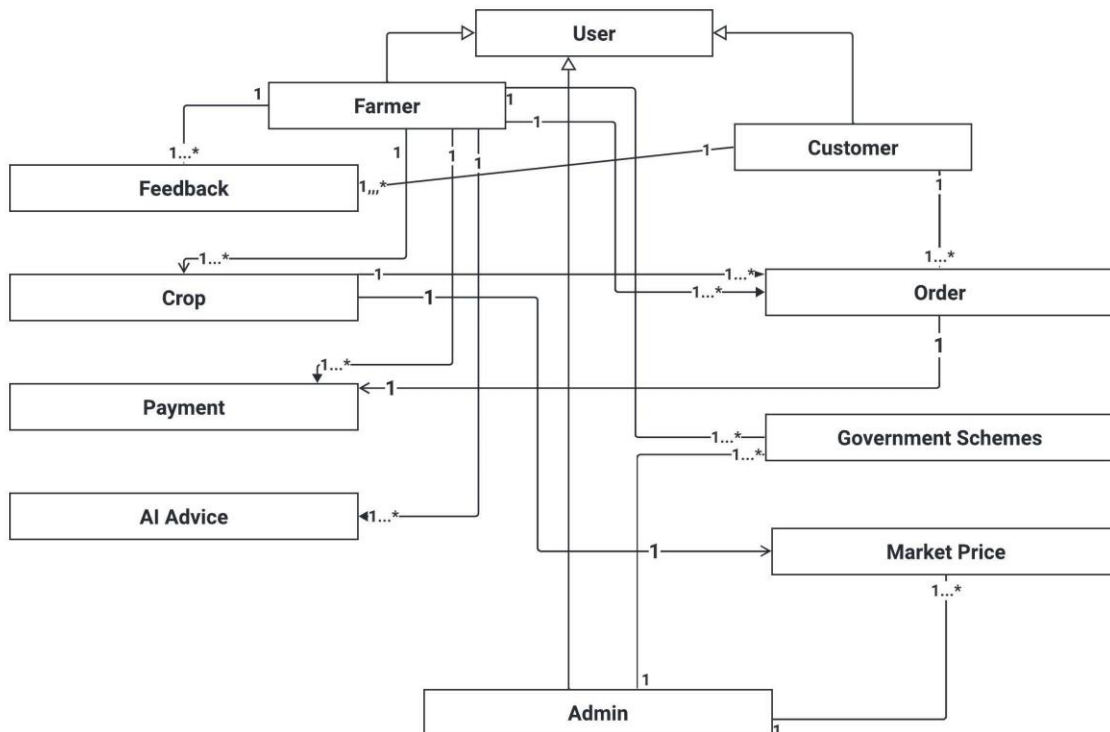 User
1
Farmer
1
1
1
1
1
1
Customer
1...*
Feedback
1,,,*
1
1...*
1...*
Crop
1
1...*
1
1...*
Order
1
1...*
Payment
1
1...*
Government Schemes
1...*
AI Advice
1...*
1
Market Price
1...*
1
Admin
1